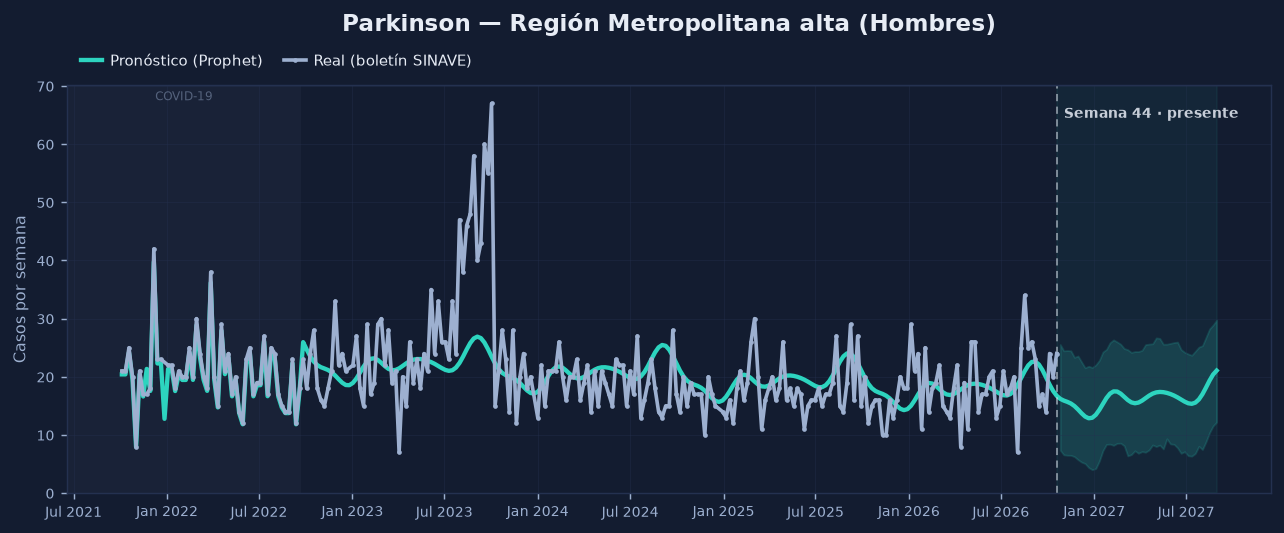 Parkinson — Región Metropolitana alta (Hombres)
Pronóstico (Prophet)
Real (boletín SINAVE)
COVID-19
Semana 44 · presente
Casos por semana
70
60
50
40
30
20
10
0
Jul 2021
Jan 2022
Jul 2022
Jan 2023
Jul 2023
Jan 2024
Jul 2024
Jan 2025
Jul 2025
Jan 2026
Jul 2026
Jan 2027
Jul 2027